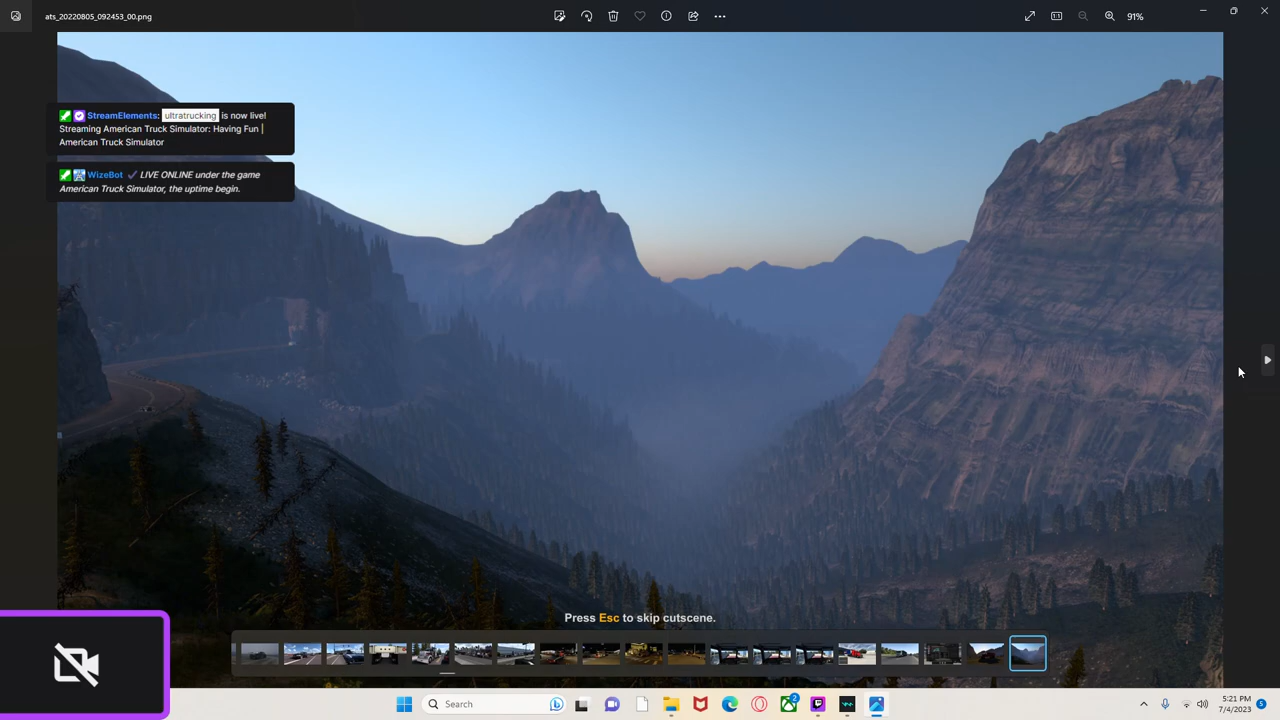 ats_20220805_092453_00.png
91%
StreamElements: ultratrucking is now live!
Streaming American Truck Simulator: Having Fun |
American Truck Simulator
WizeBot ✓ LIVE ONLINE under the game
American Truck Simulator, the uptime begin.
Press Esc to skip cutscene.
Search
2
5:21 PM
7/4/2023
5